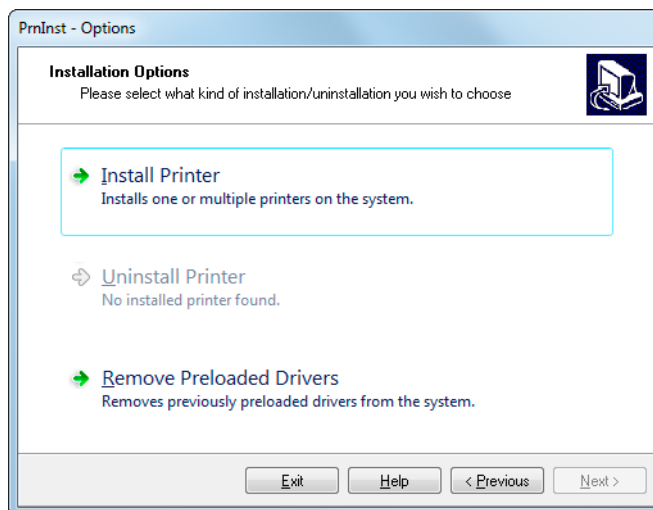 PrnInst - Options
Installation Options
Please select what kind of installation/uninstallation you wish to choose
Install Printer
Installs one or multiple printers on the system.
Uninstall Printer
No installed printer found.
Remove Preloaded Drivers
Removes previously preloaded drivers from the system.
Exit Help < Previous Next >